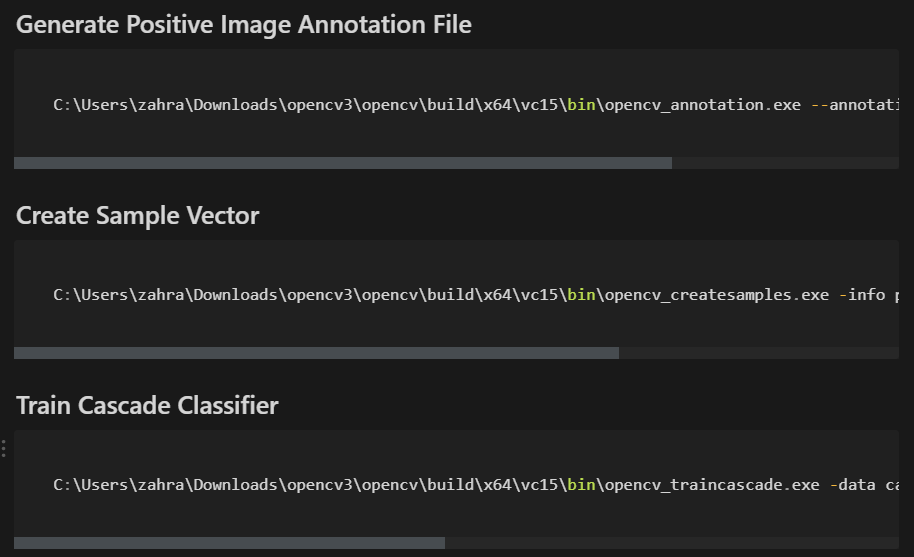 Generate Positive Image Annotation File
C:\Users\zahra\Downloads\opencv3\opencv\build\x64\vc15\bin\opencv_annotation.exe --annotati
Create Sample Vector
C:\Users\zahra\Downloads\opencv3\opencv\build\x64\vc15\bin\opencv_createsamples.exe -info p
Train Cascade Classifier
C:\Users\zahra\Downloads\opencv3\opencv\build\x64\vc15\bin\opencv_traincascade.exe -data ca